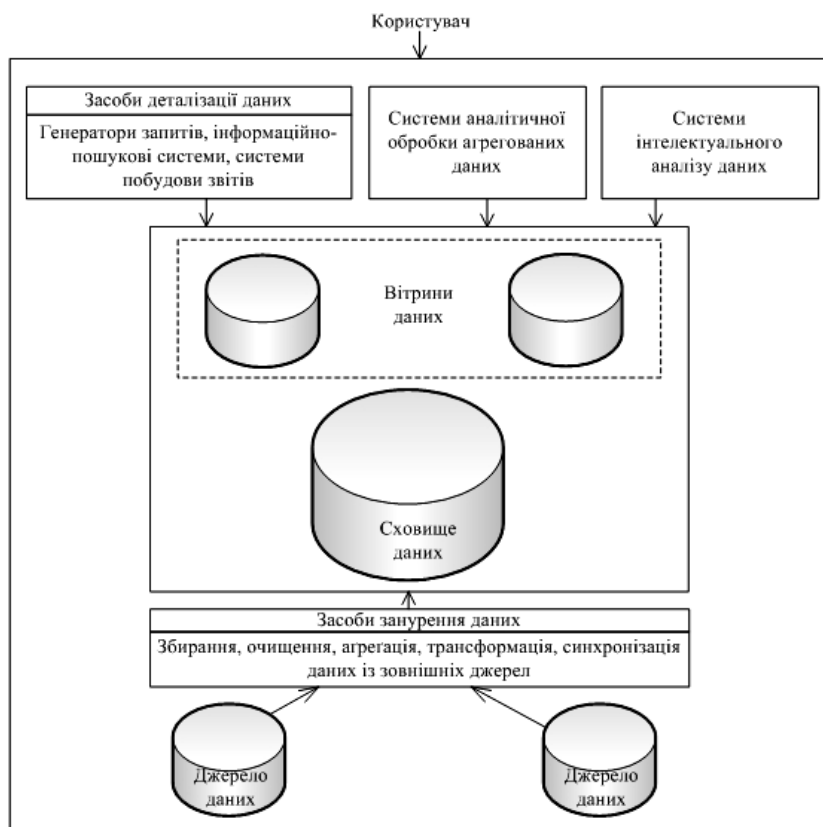 Користувач
Засоби деталізації даних
Генератори запитів, інформаційно-
пошукові системи, системи
побудови звітів
Системи аналітичної
обробки агрегованих
даних
Системи
інтелектуального
аналізу даних
Вітрини
даних
Сховище
даних
Засоби занурення даних
Збирання, очищення, аґреґація, трансформація, синхронізація
даних із зовнішніх джерел
Джерело
даних
Джерело
даних